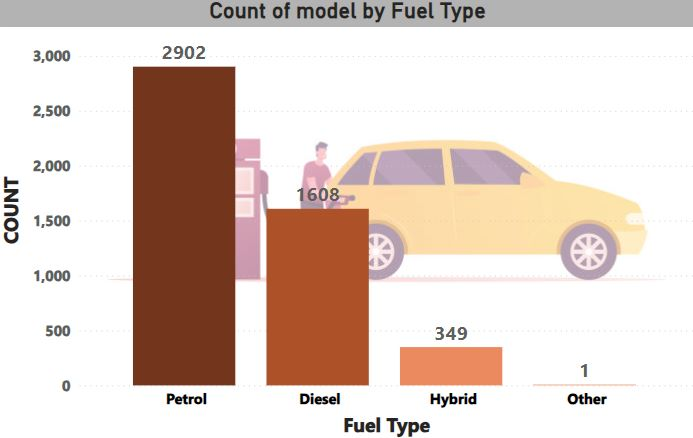 Count of model by Fuel Type
3,000
2,500
2,000
1,500
1,000
500
0
COUNT
2902
1608
349
1
Petrol
Diesel
Hybrid
Other
Fuel Type